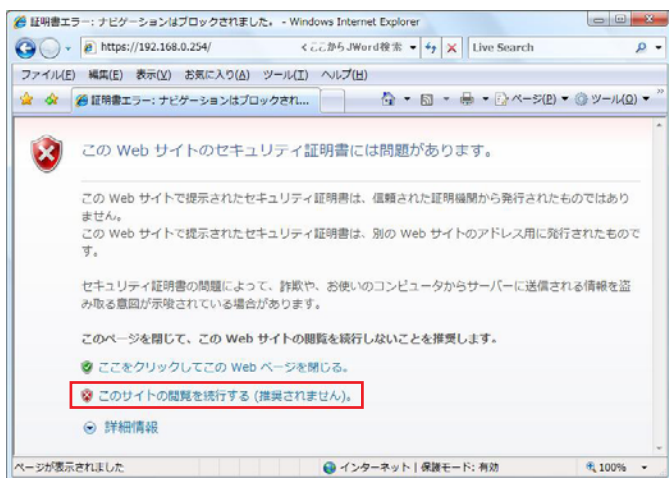 証明書エラー: ナビゲーションはブロックされました。 - Windows Internet Explorer
https://192.168.0.254/ <ここから JWord検索 Live Search
ファイル(F) 編集(E) 表示(V) お気に入り(A) ツール(T) ヘルプ(H)
証明書エラー: ナビゲーションはブロックされ... ページ(P) ツール(O) »
この Web サイトのセキュリティ証明書には問題があります。
この Web サイトで提示されたセキュリティ証明書は、信頼された証明機関から発行されたものではあり
ません。
この Web サイトで提示されたセキュリティ証明書は、別の Web サイトのアドレス用に発行されたもので
す。
セキュリティ証明書の問題によって、詐欺や、お使いのコンピュータからサーバーに送信される情報を盗
み取る意図が示唆されている場合があります。
このページを閉じて、この Web サイトの閲覧を続行しないことを推奨します。
ここをクリックしてこの Web ページを閉じる。
このサイトの閲覧を続行する (推奨されません)。
詳細情報
ページが表示されました インターネット | 保護モード: 有効 100%